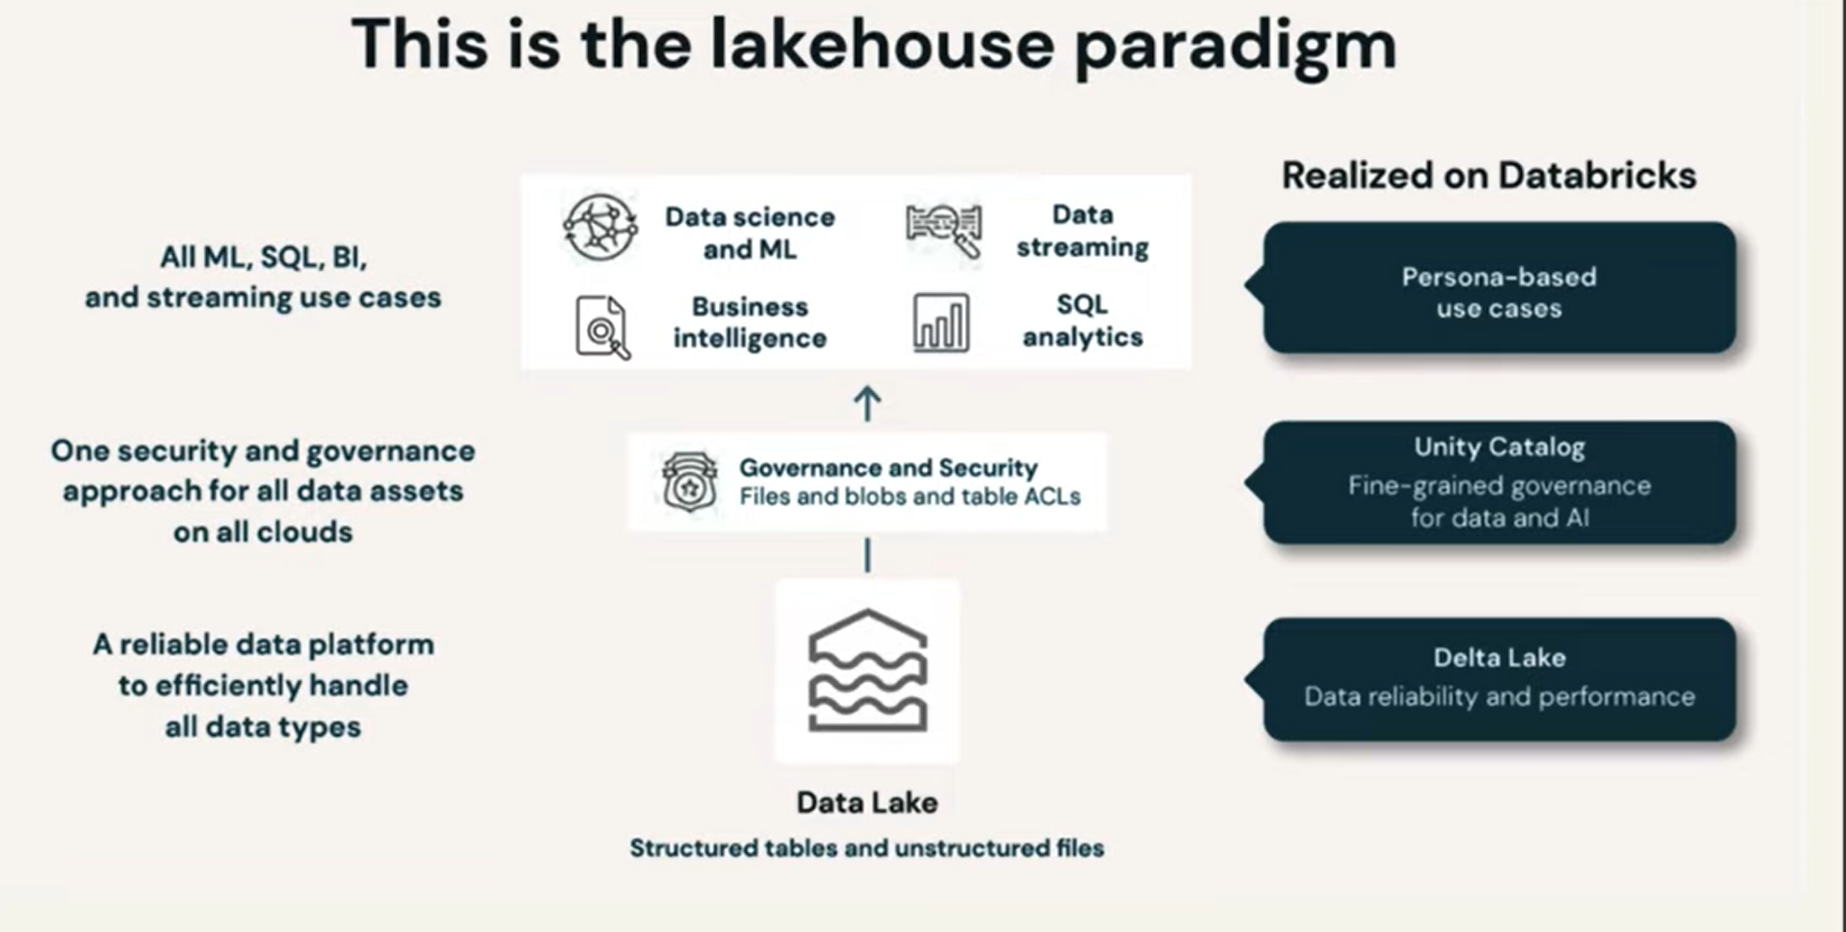 This is the lakehouse paradigm
All ML, SQL, BI,
and streaming use cases
One security and governance
approach for all data assets
on all clouds
A reliable data platform
to efficiently handle
all data types
Data science
and ML
Data
streaming
Business
intelligence
SQL
analytics
Governance and Security
Files and blobs and table ACLs
Data Lake
Structured tables and unstructured files
Realized on Databricks
Persona-based
use cases
Unity Catalog
Fine-grained governance
for data and AI
Delta Lake
Data reliability and performance